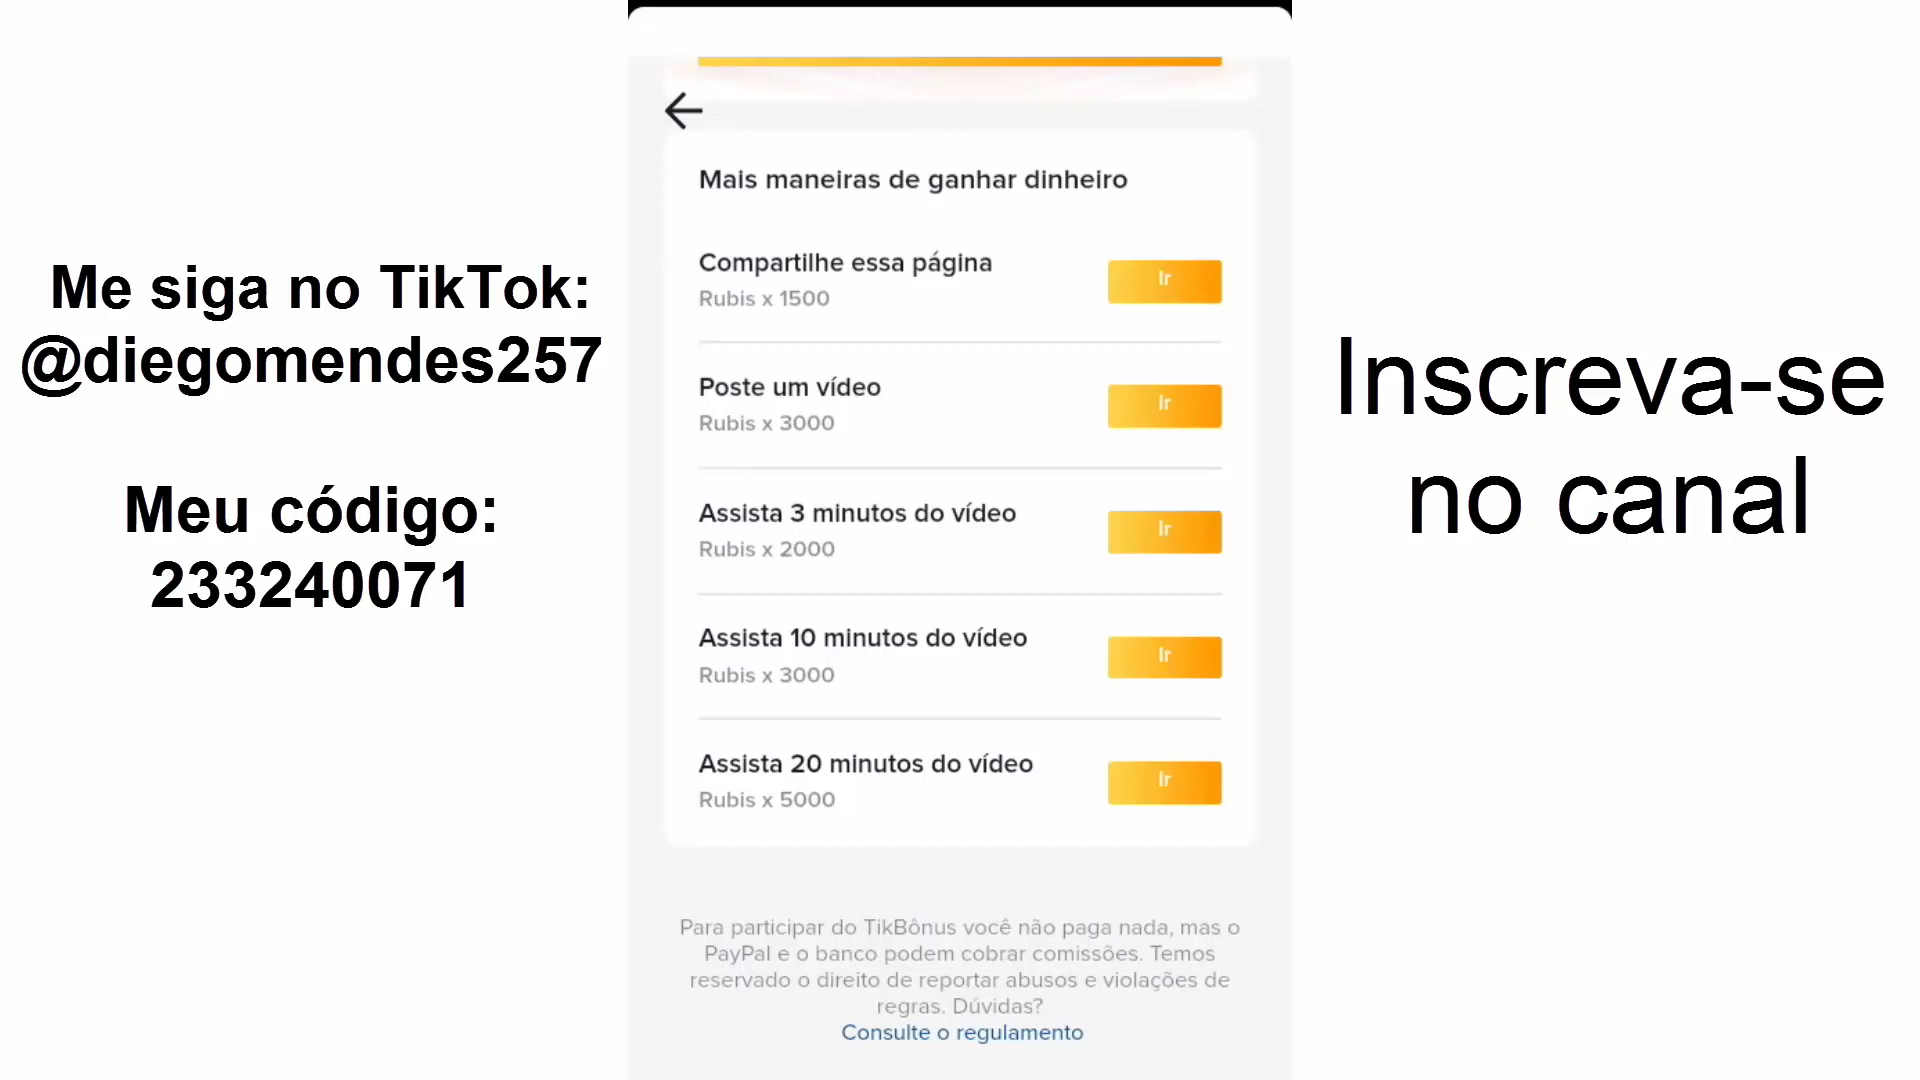 Me siga no TikTok:
@diegomendes257
Meu código:
233240071
Mais maneiras de ganhar dinheiro
Compartilhe essa página
Rubis x 1500
Ir
Poste um vídeo
Rubis x 3000
Ir
Assista 3 minutos do vídeo
Rubis x 2000
Ir
Assista 10 minutos do vídeo
Rubis x 3000
Ir
Assista 20 minutos do vídeo
Rubis x 5000
Ir
Para participar do TikBônus você não paga nada, mas o
PayPal e o banco podem cobrar comissões. Temos
reservado o direito de reportar abusos e violações de
regras. Dúvidas?
Consulte o regulamento
Inscreva-se
no canal